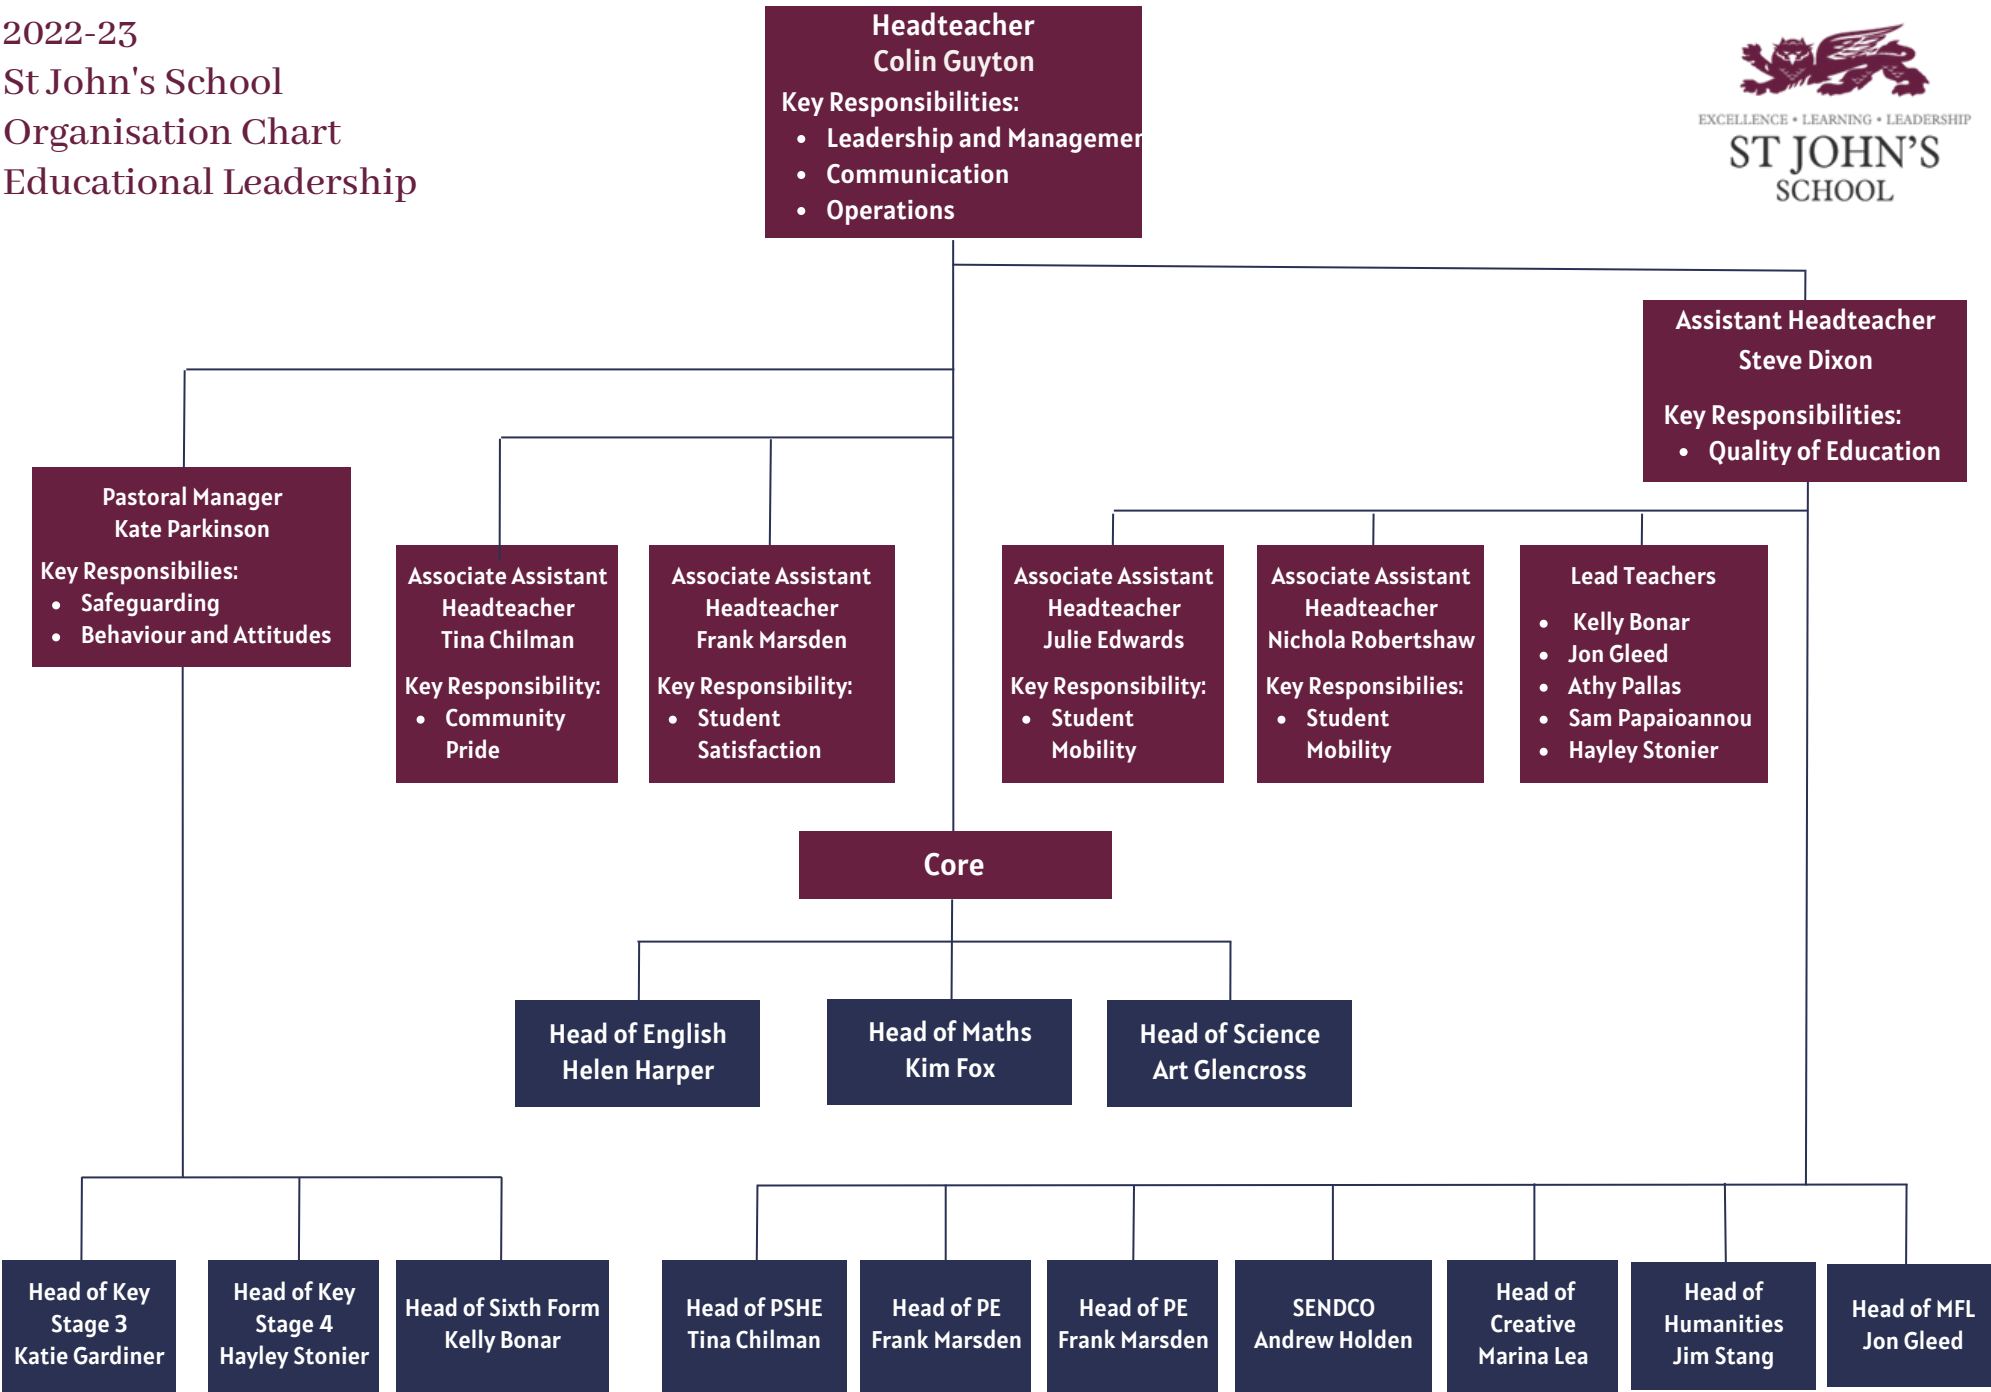 2022-23
St John's School
Organisation Chart
Educational Leadership
Headteacher
Colin Guyton
Key Responsibilities:
• Leadership and Managemen
• Communication
• Operations
EXCELLENCE • LEARNING • LEADERSHIP
ST JOHN'S
SCHOOL
Assistant Headteacher
Steve Dixon
Key Responsibilities:
• Quality of Education
Pastoral Manager
Kate Parkinson
Key Responsibilies:
• Safeguarding
• Behaviour and Attitudes
Associate Assistant
Headteacher
Tina Chilman
Key Responsibility:
• Community
Pride
Associate Assistant
Headteacher
Frank Marsden
Key Responsibility:
• Student
Satisfaction
Associate Assistant
Headteacher
Julie Edwards
Key Responsibility:
• Student
Mobility
Associate Assistant
Headteacher
Nichola Robertshaw
Key Responsibilies:
• Student
Mobility
Lead Teachers
• Kelly Bonar
• Jon Gleed
• Athy Pallas
• Sam Papaioannou
• Hayley Stonier
Core
Head of English
Helen Harper
Head of Maths
Kim Fox
Head of Science
Art Glencross
Head of Key
Stage 3
Katie Gardiner
Head of Key
Stage 4
Hayley Stonier
Head of Sixth Form
Kelly Bonar
Head of PSHE
Tina Chilman
Head of PE
Frank Marsden
Head of PE
Frank Marsden
SENDCO
Andrew Holden
Head of
Creative
Marina Lea
Head of
Humanities
Jim Stang
Head of MFL
Jon Gleed